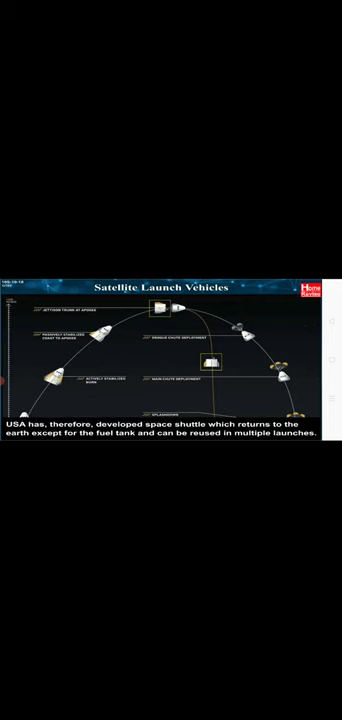 Satellite Launch Vehicles
Home
Revise
JETTISON TRUNK AT APOGEE
PASSIVELY STABILIZED
COAST TO APOGEE
DROGUE CHUTE DEPLOYMENT
ACTIVELY STABILIZED
BURN
MAIN CHUTE DEPLOYMENT
SPLASHDOWN
USA has, therefore, developed space shuttle which returns to the
earth except for the fuel tank and can be reused in multiple launches.